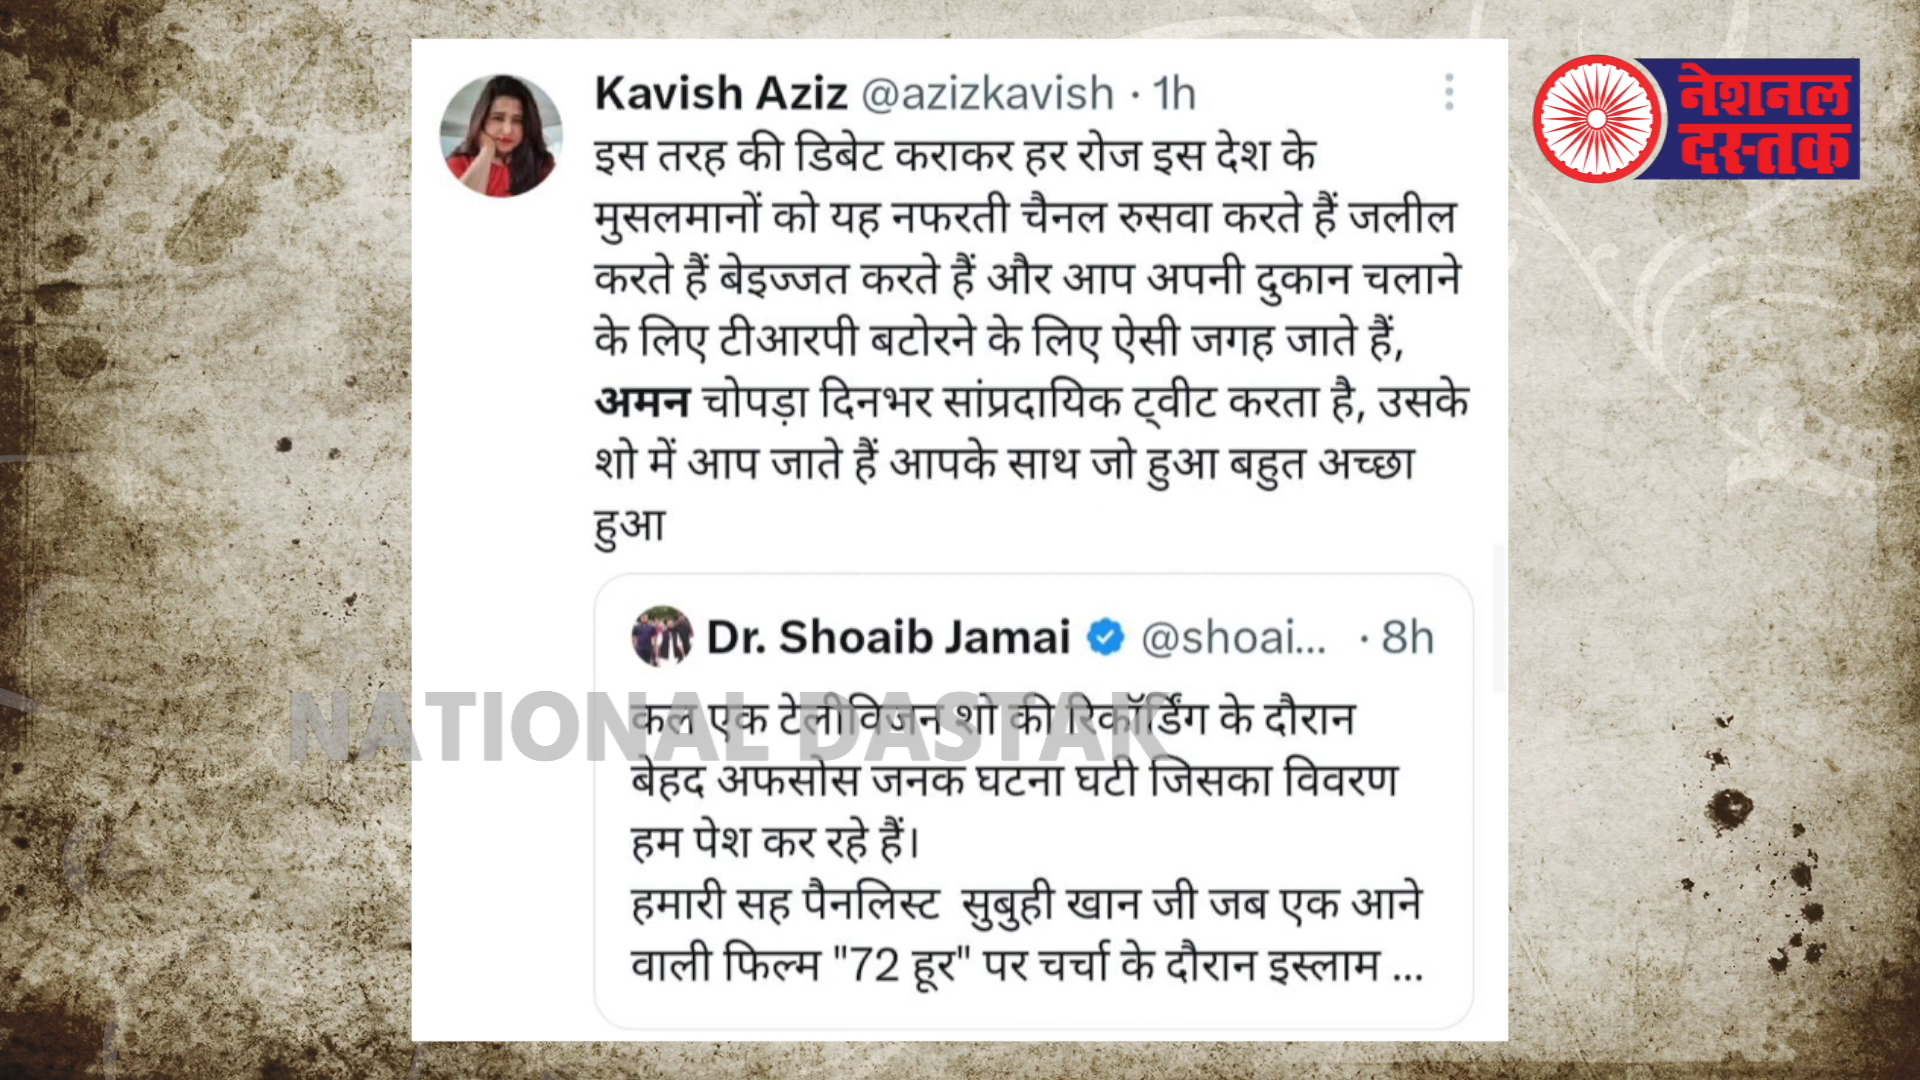 Kavish Aziz @azizkavish · 1h
इस तरह की डिबेट कराकर हर रोज इस देश के
मुसलमानों को यह नफरती चैनल रुसवा करते हैं जलील
करते हैं बेइज्जत करते हैं और आप अपनी दुकान चलाने
के लिए टीआरपी बटोरने के लिए ऐसी जगह जाते हैं,
अमन चोपड़ा दिनभर सांप्रदायिक ट्वीट करता है, उसके
शो में आप जाते हैं आपके साथ जो हुआ बहुत अच्छा
हुआ
Dr. Shoaib Jamai @shoai... · 8h
कल एक टेलीविजन शो की रिकॉर्डिंग के दौरान
बेहद अफसोस जनक घटना घटी जिसका विवरण
हम पेश कर रहे हैं।
हमारी सह पैनलिस्ट सुबुही खान जी जब एक आने
वाली फिल्म "72 हूर" पर चर्चा के दौरान इस्लाम ...
नेशनल
दस्तक
NATIONAL DASTAK